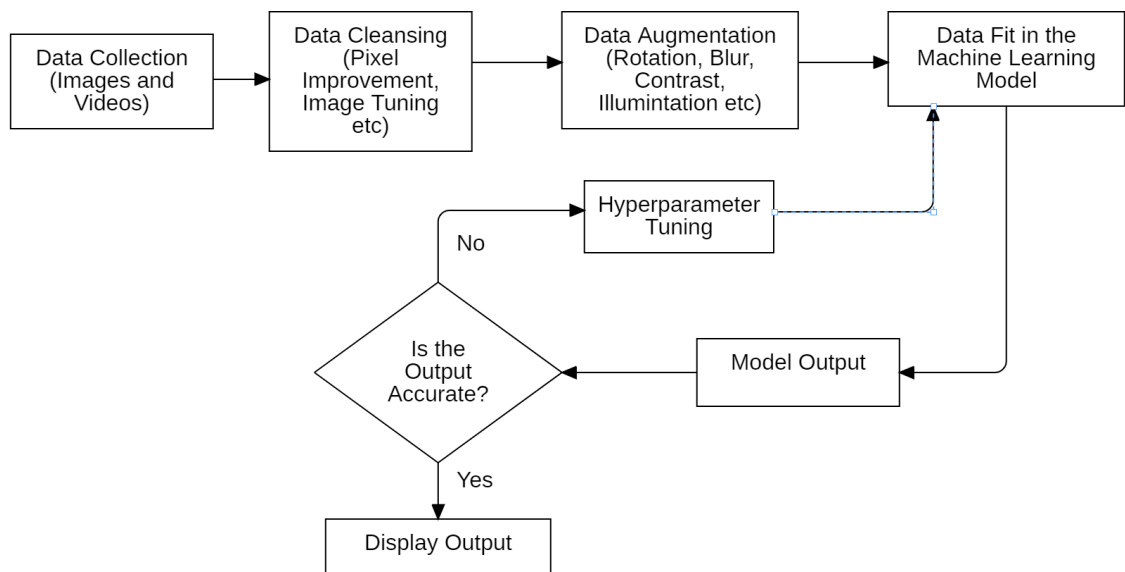 Data Collection
(Images and
Videos)
Data Cleansing
(Pixel
Improvement,
Image Tuning
etc)
Data Augmentation
(Rotation, Blur,
Contrast,
Illumintation etc)
Data Fit in the
Machine Learning
Model
Hyperparameter
Tuning
No
Is the
Output
Accurate?
Model Output
Yes
Display Output